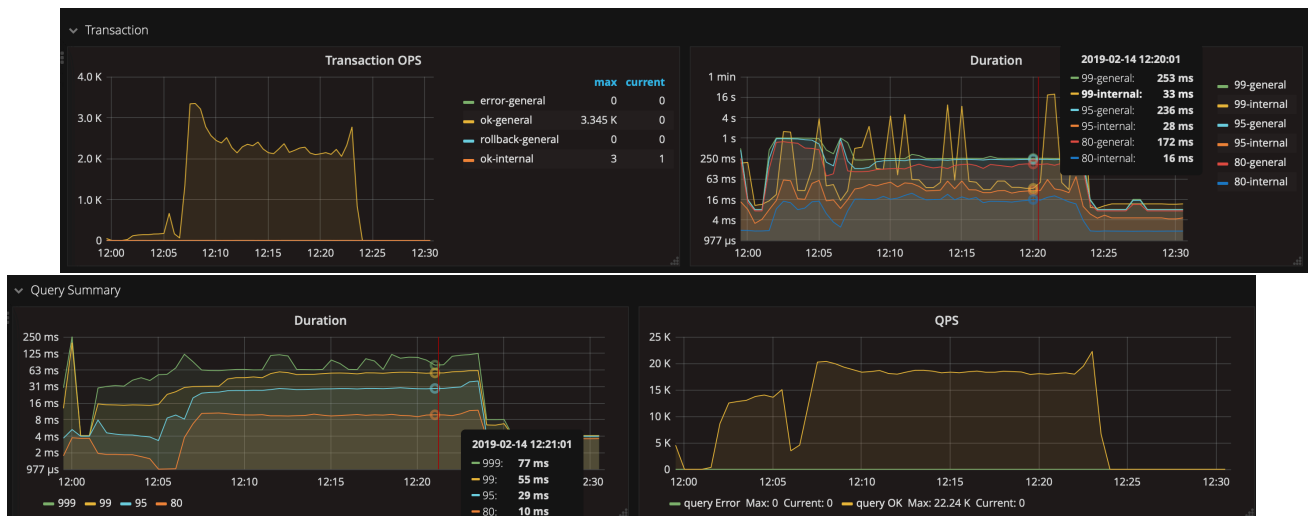 Transaction
Transaction OPS
4.0 K
3.0 K
2.0 K
1.0 K
0
12:00 12:05 12:10 12:15 12:20 12:25 12:30
max current
error-general 0 0
ok-general 3.345 K 0
rollback-general 0 0
ok-internal 3 1
Duration
1 min
16 s
4 s
1 s
250 ms
63 ms
16 ms
4 ms
977 µs
12:00 12:05 12:10 12:15 12:20 12:25 12:30
2019-02-14 12:20:01
99-general: 253 ms
99-internal: 33 ms
95-general: 236 ms
95-internal: 28 ms
80-general: 172 ms
80-internal: 16 ms
99-general
99-internal
95-general
95-internal
80-general
80-internal
Query Summary
Duration
250 ms
125 ms
63 ms
31 ms
16 ms
8 ms
4 ms
2 ms
977 µs
12:00 12:05 12:10 12:15 12:20 2:30
2019-02-14 12:21:01
999: 77 ms
99: 55 ms
95: 29 ms
80: 10 ms
999 99 95 80
QPS
25 K
20 K
15 K
10 K
5 K
0
12:00 12:05 12:10 12:15 12:20 12:25 12:30
query Error Max: 0 Current: 0 query OK Max: 22.24 K Current: 0